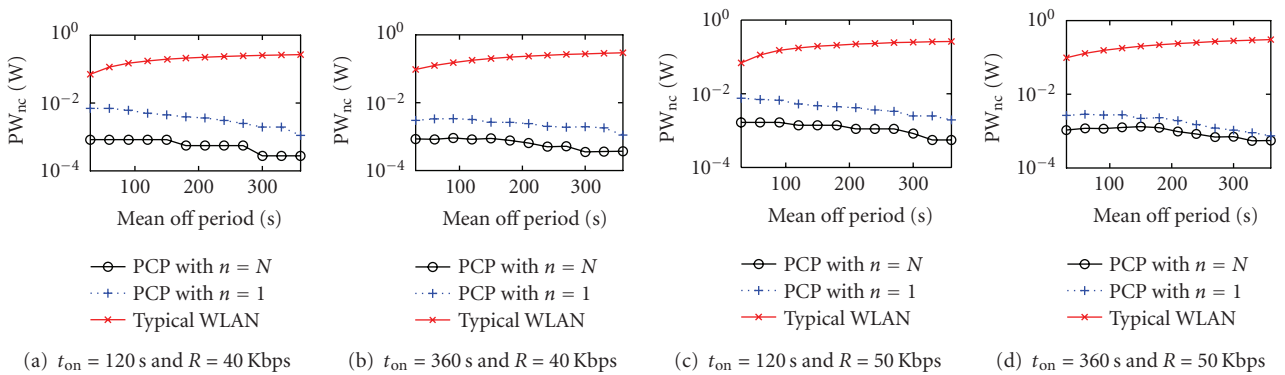 10^0
10^−2
10^−4
PW_nc (W)
100 200 300
Mean off period (s)
PCP with n = N
PCP with n = 1
Typical WLAN
(a) t_on = 120 s and R = 40 Kbps
10^0
10^−2
10^−4
PW_nc (W)
100 200 300
Mean off period (s)
PCP with n = N
PCP with n = 1
Typical WLAN
(b) t_on = 360 s and R = 40 Kbps
10^0
10^−2
10^−4
PW_nc (W)
100 200 300
Mean off period (s)
PCP with n = N
PCP with n = 1
Typical WLAN
(c) t_on = 120 s and R = 50 Kbps
10^0
10^−2
10^−4
PW_nc (W)
100 200 300
Mean off period (s)
PCP with n = N
PCP with n = 1
Typical WLAN
(d) t_on = 360 s and R = 50 Kbps